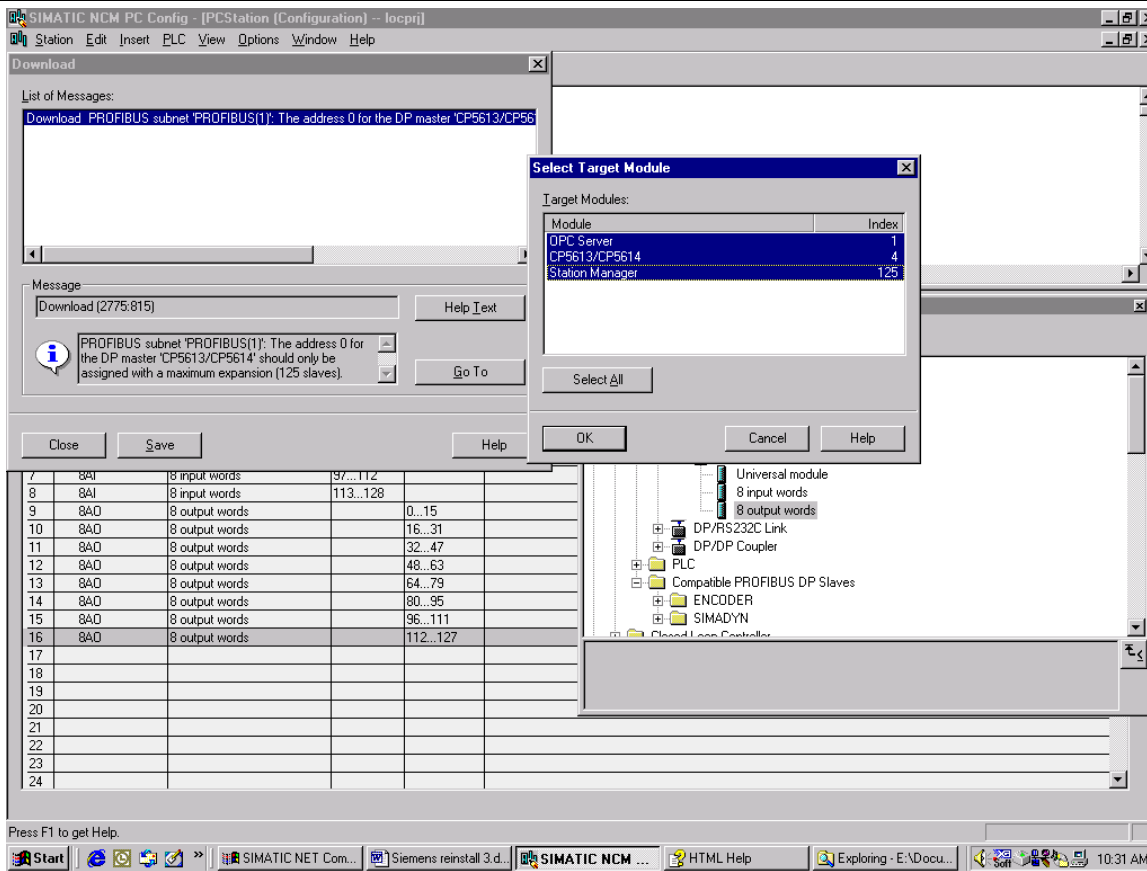 SIMATIC NCM PC Config - [PCStation (Configuration) -- locprj]
Station Edit Insert PLC View Options Window Help
Download
List of Messages:
Download PROFIBUS subnet 'PROFIBUS(1)': The address 0 for the DP master 'CP5613/CP56
Message
Download (2775:815)
Help Text
PROFIBUS subnet 'PROFIBUS(1)': The address 0 for
the DP master 'CP5613/CP5614' should only be
assigned with a maximum expansion (125 slaves).
Go To
Close Save Help
Select Target Module
Target Modules:
Module Index
OPC Server 1
CP5613/CP5614 4
Station Manager 125
Select All
OK Cancel Help
7 8AI 8 input words 97...112
8 8AI 8 input words 113...128
9 8AO 8 output words 0...15
10 8AO 8 output words 16...31
11 8AO 8 output words 32...47
12 8AO 8 output words 48...63
13 8AO 8 output words 64...79
14 8AO 8 output words 80...95
15 8AO 8 output words 96...111
16 8AO 8 output words 112...127
17
18
19
20
21
22
23
24
Universal module
8 input words
8 output words
DP/RS232C Link
DP/DP Coupler
PLC
Compatible PROFIBUS DP Slaves
ENCODER
SIMADYN
Closed Loop Controller
Press F1 to get Help.
Start » SIMATIC NET Com... Siemens reinstall 3.d... SIMATIC NCM ... HTML Help Exploring - E:\Docu... Soft 10:31 AM